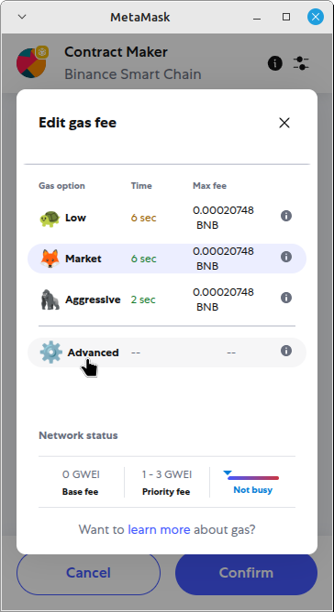 MetaMask
Contract Maker
Binance Smart Chain
Edit gas fee
Gas option Time Max fee
Low 6 sec 0.00020748
BNB
Market 6 sec 0.00020748
BNB
Aggressive 2 sec 0.00020748
BNB
Advanced -- --
Network status
0 GWEI 1 - 3 GWEI
Base fee Priority fee Not busy
Want to learn more about gas?
Cancel Confirm